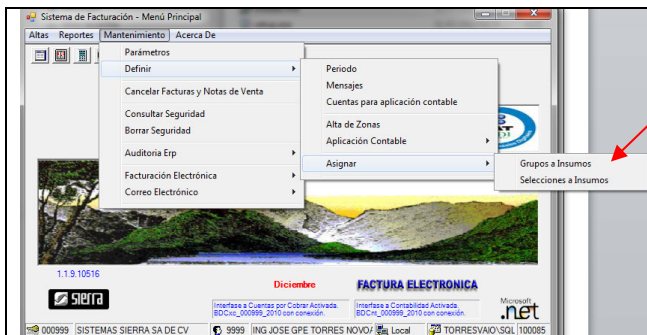 Sistema de Facturación - Menú Principal
Altas Reportes Mantenimiento Acerca De
Parámetros
Definir
Cancelar Facturas y Notas de Venta
Consultar Seguridad
Borrar Seguridad
Auditoria Erp
Facturación Electrónica
Correo Electrónico
Periodo
Mensajes
Cuentas para aplicación contable
Alta de Zonas
Aplicación Contable
Asignar
Grupos a Insumos
Selecciones a Insumos
1.1.9.10516
Diciembre
FACTURA ELECTRONICA
sierra
Interfase a Cuentas por Cobrar Activada.
BDCxc_000999_2010 con conexión.
Interfase a Contabilidad Activada.
BDCnt_000999_2010 con conexión.
Microsoft
.net
000999 SISTEMAS SIERRA SA DE CV 9999 ING JOSE GPE TORRES NOVO Local TORRESVAIO\SQL 100085